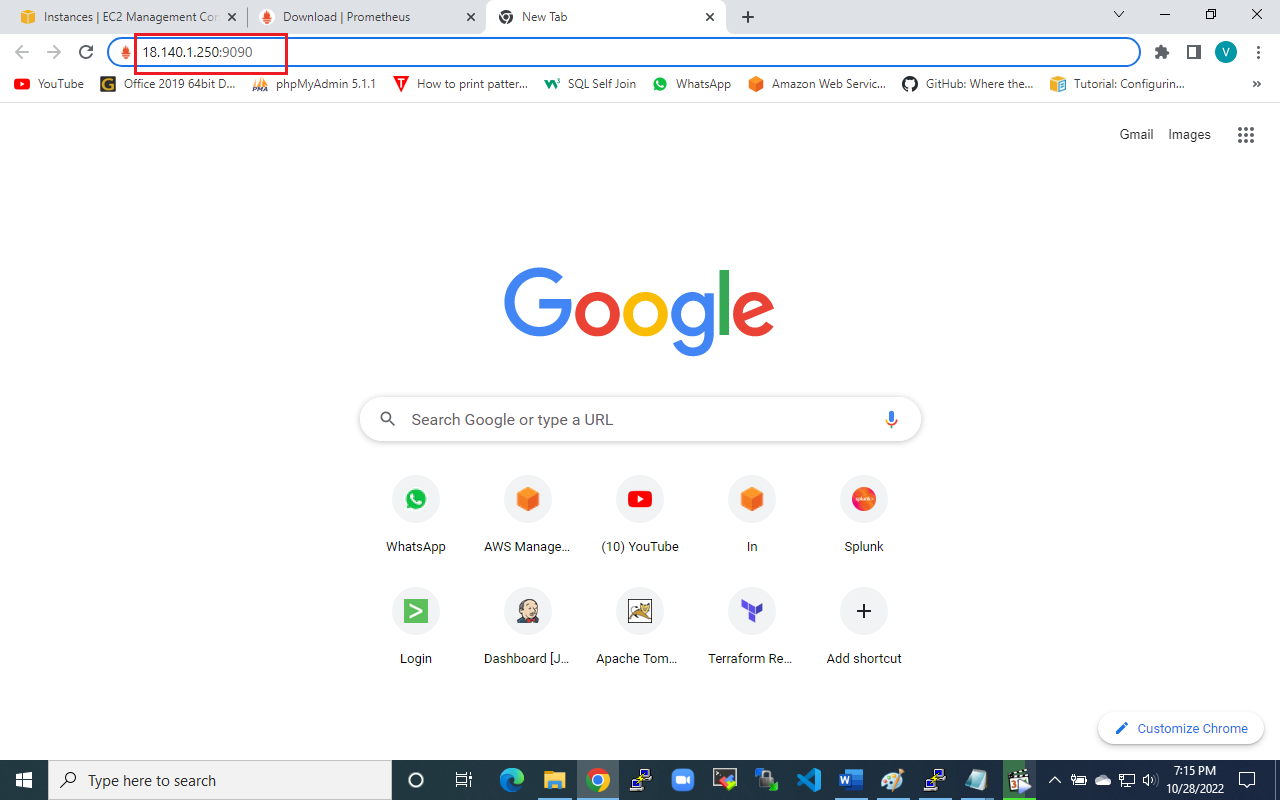 Instances | EC2 Management Con
Download | Prometheus
New Tab
18.140.1.250:9090
V
YouTube
Office 2019 64bit D...
phpMyAdmin 5.1.1
How to print patter...
SQL Self Join
WhatsApp
Amazon Web Servic...
GitHub: Where the...
Tutorial: Configurin...
»
Gmail
Images
Google
Search Google or type a URL
WhatsApp
AWS Manage...
(10) YouTube
In
splunk>
Splunk
Login
Dashboard [J...
Apache Tom...
Terraform Re...
Add shortcut
Customize Chrome
Type here to search
7:15 PM
10/28/2022